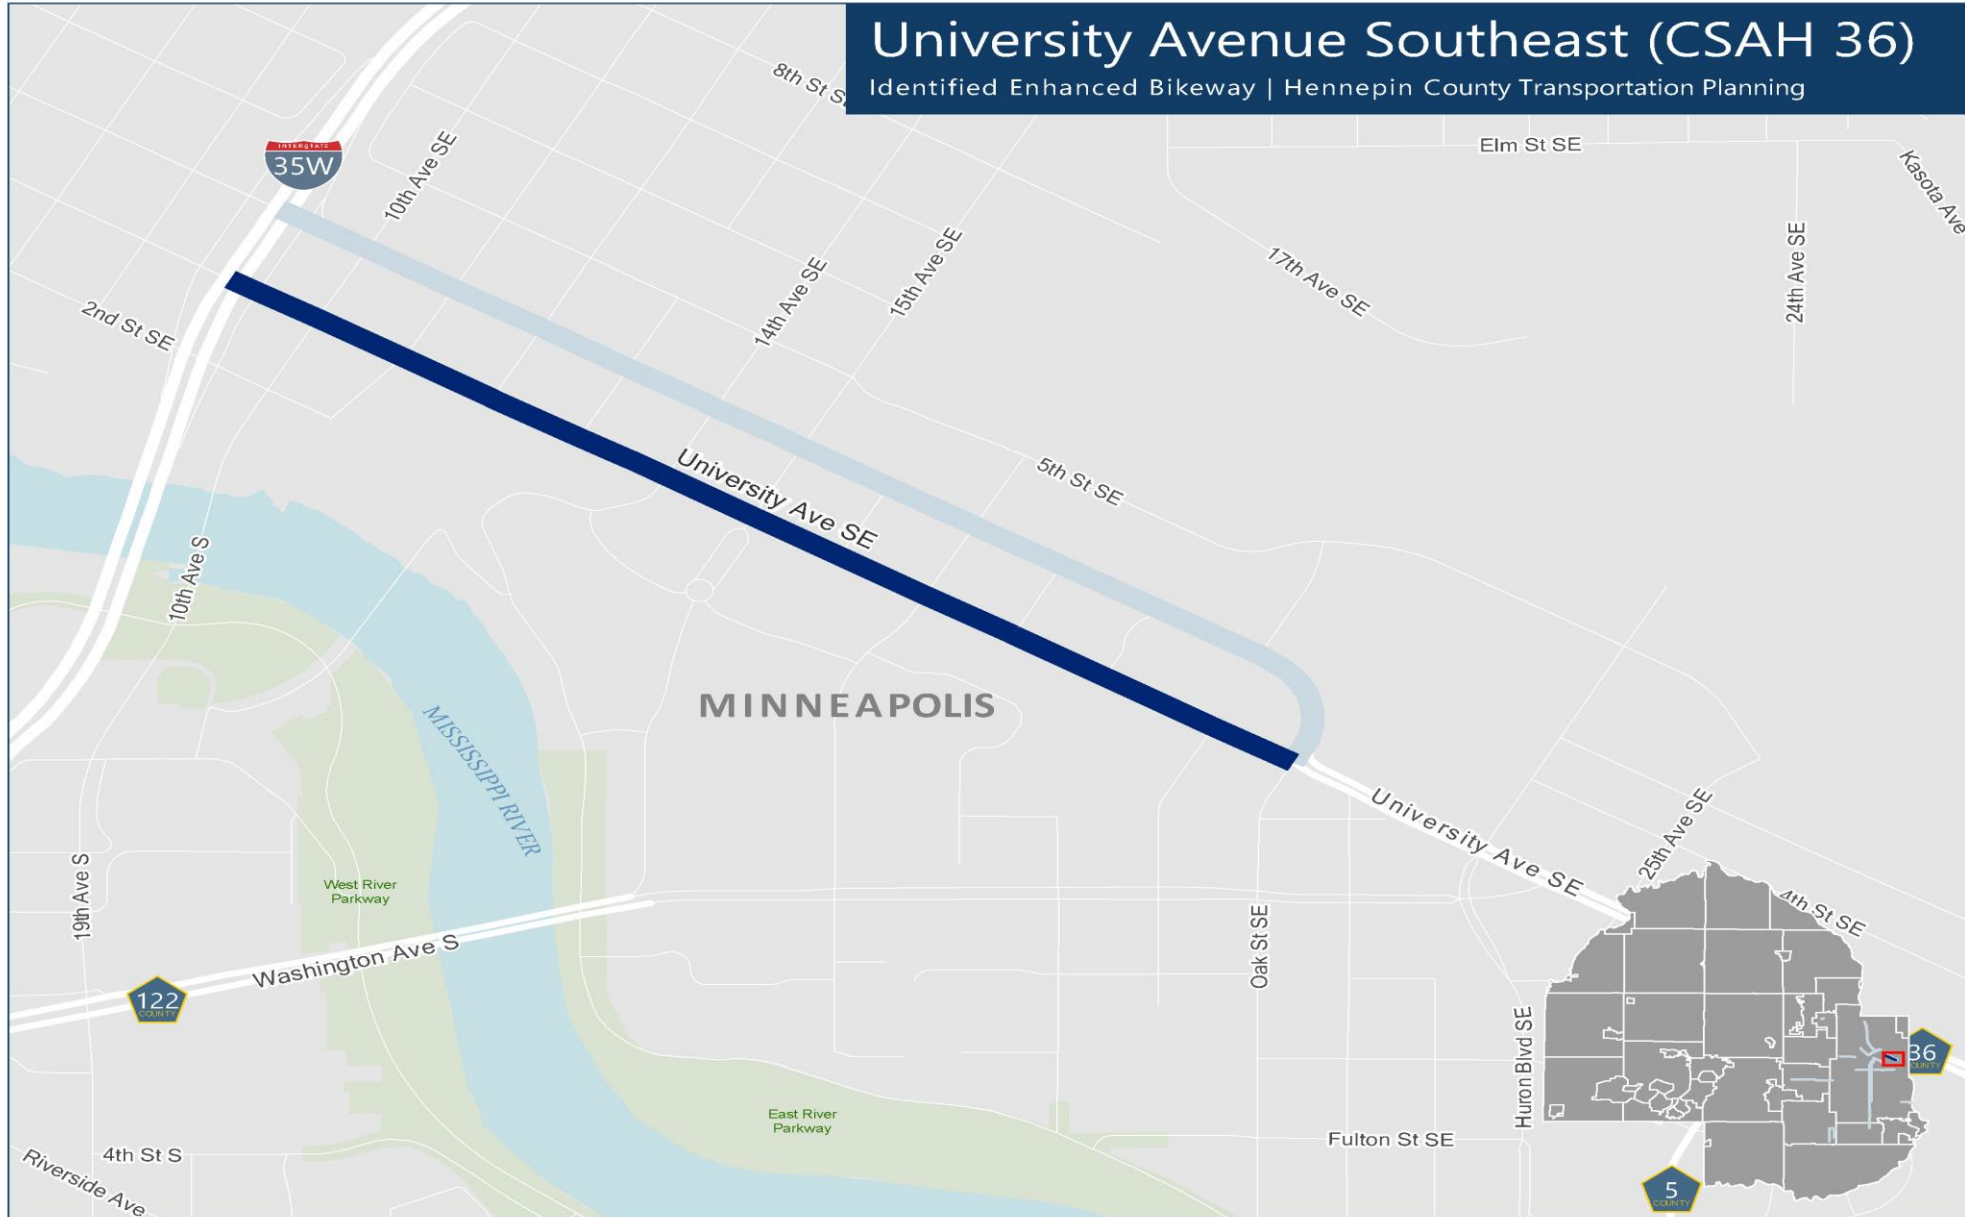 University Avenue Southeast (CSAH 36)
Identified Enhanced Bikeway | Hennepin County Transportation Planning
8th St
Elm St SE
Kasota Ave
INTERSTATE
35W
10th Ave SE
24th Ave SE
17th Ave SE
15th Ave SE
14th Ave SE
2nd St SE
University Ave SE
5th St SE
10th Ave S
MINNEAPOLIS
MISSISSIPPI RIVER
University Ave SE
25th Ave SE
4th St SE
West River
Parkway
19th Ave S
Washington Ave S
Oak St SE
122
COUNTY
Huron Blvd SE
36
OUNTY
East River
Parkway
Fulton St SE
4th St S
Riverside Ave
5
COUNTY